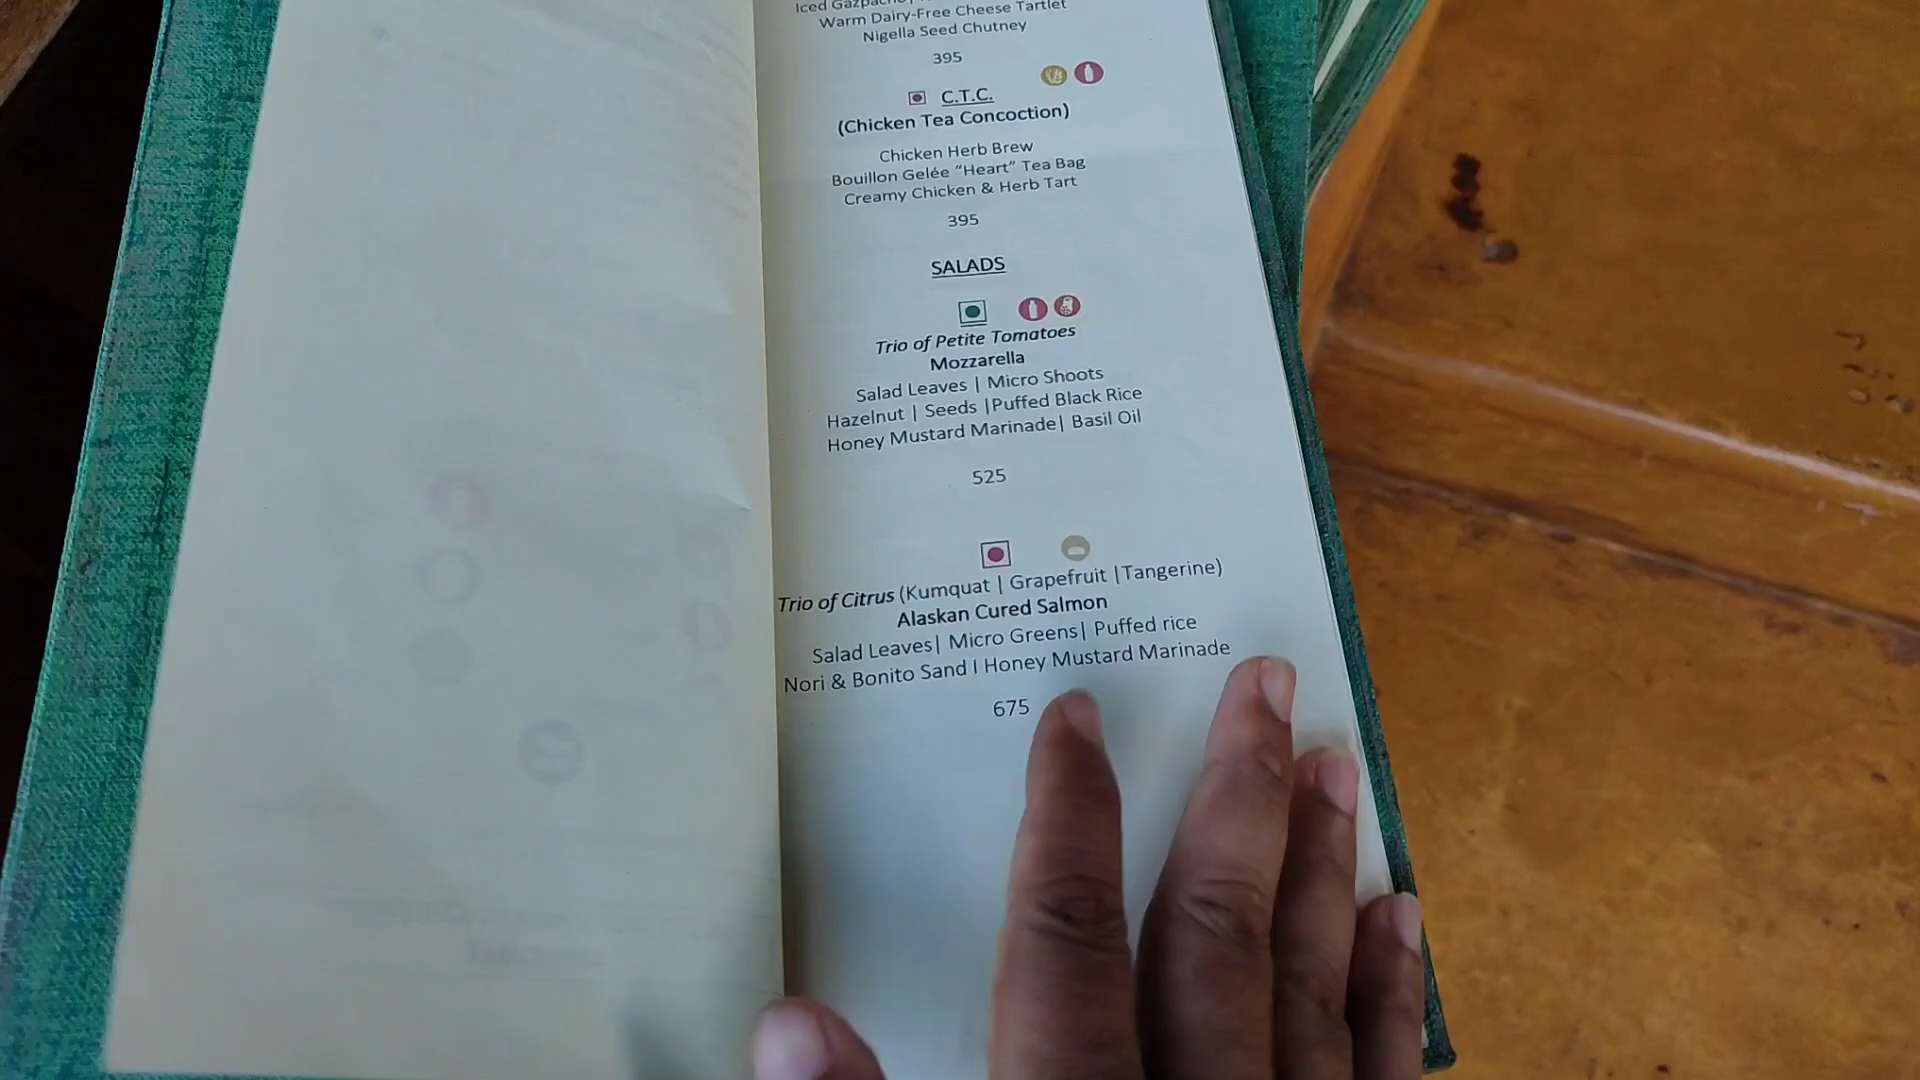 Iced Gazpacho |
Warm Dairy-Free Cheese Tartlet
Nigella Seed Chutney
395
C.T.C.
(Chicken Tea Concoction)
Chicken Herb Brew
Bouillon Gelée “Heart” Tea Bag
Creamy Chicken & Herb Tart
395
SALADS
Trio of Petite Tomatoes
Mozzarella
Salad Leaves | Micro Shoots
Hazelnut | Seeds |Puffed Black Rice
Honey Mustard Marinade| Basil Oil
525
Trio of Citrus (Kumquat | Grapefruit |Tangerine)
Alaskan Cured Salmon
Salad Leaves| Micro Greens| Puffed rice
Nori & Bonito Sand I Honey Mustard Marinade
675